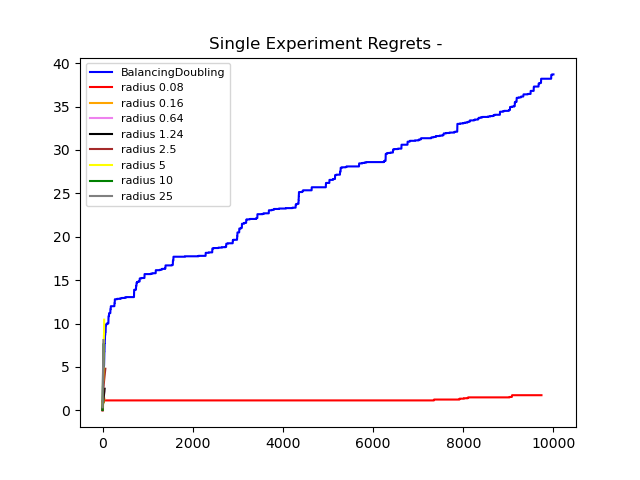 Single Experiment Regrets -
BalancingDoubling
radius 0.08
radius 0.16
radius 0.64
radius 1.24
radius 2.5
radius 5
radius 10
radius 25
40
35
30
25
20
15
10
5
0
0 2000 4000 6000 8000 10000